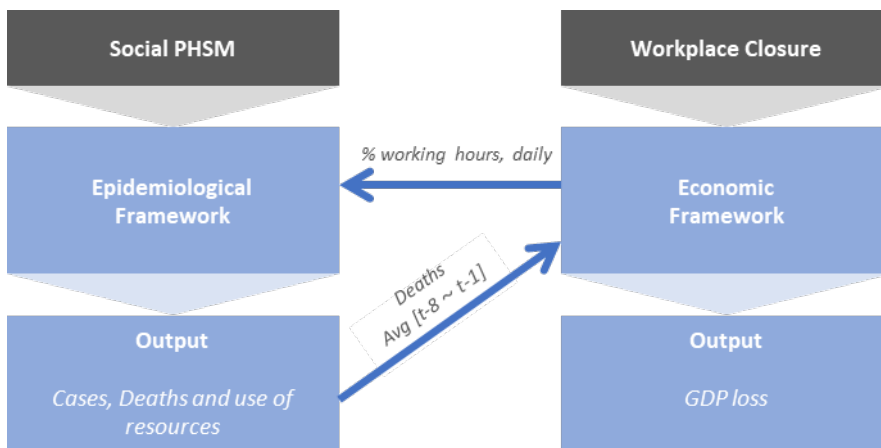 Social PHSM
Workplace Closure
% working hours, daily
Epidemiological
Framework
Economic
Framework
Deaths
Avg [t-8 ~ t-1]
Output
Cases, Deaths and use of
resources
Output
GDP loss